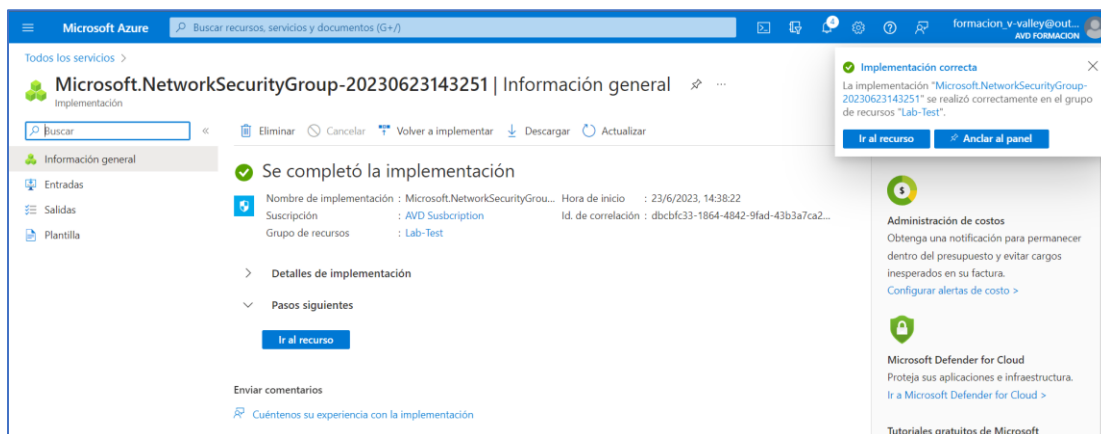 Microsoft Azure
Buscar recursos, servicios y documentos (G+/)
4
formacion_v-valley@out...
AVD FORMACION
Todos los servicios >
Microsoft.NetworkSecurityGroup-20230623143251 | Información general
Implementación
Buscar
Información general
Entradas
Salidas
Plantilla
Eliminar Cancelar Volver a implementar Descargar Actualizar
Se completó la implementación
Nombre de implementación : Microsoft.NetworkSecurityGrou... Hora de inicio : 23/6/2023, 14:38:22
Suscripción : AVD Susbcription Id. de correlación : dbcbfc33-1864-4842-9fad-43b3a7ca2...
Grupo de recursos : Lab-Test
Detalles de implementación
Pasos siguientes
Ir al recurso
Enviar comentarios
Cuéntenos su experiencia con la implementación
Implementación correcta
La implementación "Microsoft.NetworkSecurityGroup-
20230623143251" se realizó correctamente en el grupo
de recursos "Lab-Test".
Ir al recurso Anclar al panel
Administración de costos
Obtenga una notificación para permanecer
dentro del presupuesto y evitar cargos
inesperados en su factura.
Configurar alertas de costo >
Microsoft Defender for Cloud
Proteja sus aplicaciones e infraestructura.
Ir a Microsoft Defender for Cloud >
Tutoriales gratuitos de Microsoft